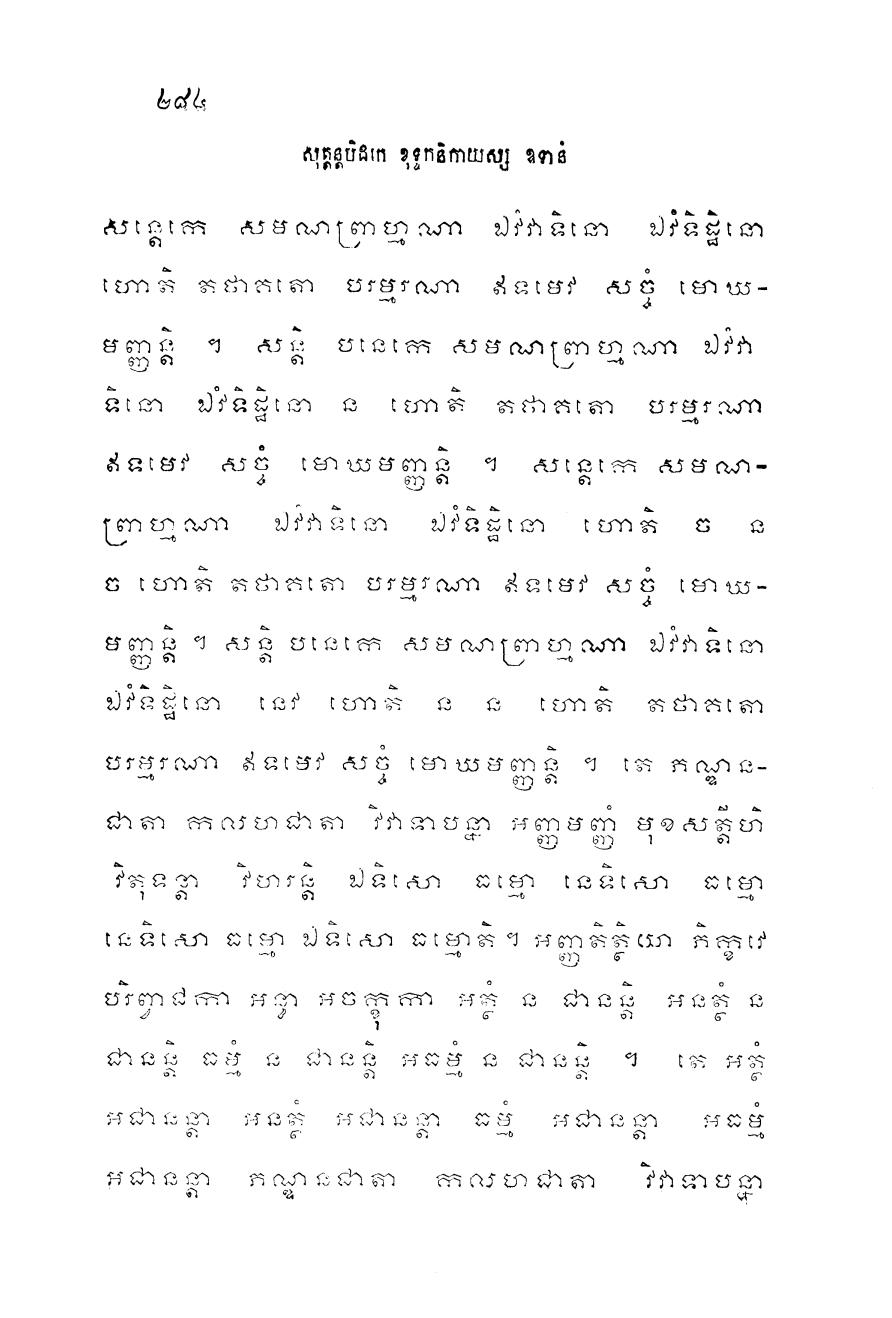 ២៨៤
សុត្តន្តបិដកេ ខុទ្ទកនិកាយស្ស ឧទានំ
សន្តេកេ សមណព្រាហ្មណា ឯវំវាទិនោ ឯវំទិដ្ឋិនោ
ហោតិ តថាគតោ បរម្មរណា ឥទមេវ សច្ចំ មោឃ-
មញ្ញន្តិ ។ សន្តិ បនេកេ សមណព្រាហ្មណា ឯវំវា
ទិនោ ឯវំទិដ្ឋិនោ ន ហោតិ តថាគតោ បរម្មរណា
ឥទមេវ សច្ចំ មោឃមញ្ញន្តិ ។ សន្តេកេ សមណ-
ព្រាហ្មណា ឯវំវាទិនោ ឯវំទិដ្ឋិនោ ហោតិ ច ន
ច ហោតិ តថាគតោ បរម្មរណា ឥទមេវ សច្ចំ មោឃ-
មញ្ញន្តិ ។ សន្តិ បនេកេ សមណព្រាហ្មណា ឯវំវាទិនោ
ឯវំទិដ្ឋិនោ នេវ ហោតិ ន ន ហោតិ តថាគតោ
បរម្មរណា ឥទមេវ សច្ចំ មោឃមញ្ញន្តិ ។ តេ ភណ្ឌន-
ជាតា កលហជាតា វិវាទាបន្នា អញ្ញមញ្ញំ មុខសត្តីហិ
វិតុទន្តា វិហរន្តិ ឯទិសោ ធម្មោ នេទិសោ ធម្មោ
នេទិសោ ធម្មោ ឯទិសោ ធម្មោតិ ។ អញ្ញតិត្ថិយា ភិក្ខវេ
បរិព្វាជកា អន្ធា អចក្ខុកា អត្ថំ ន ជានន្តិ អនត្ថំ ន
ជានន្តិ ធម្មំ ន ជានន្តិ អធម្មំ ន ជានន្តិ ។ តេ អត្ថំ
អជានន្តា អនត្ថំ អជានន្តា ធម្មំ អជានន្តា អធម្មំ
អជានន្តា ភណ្ឌនជាតា កលហជាតា វិវាទាបន្នា